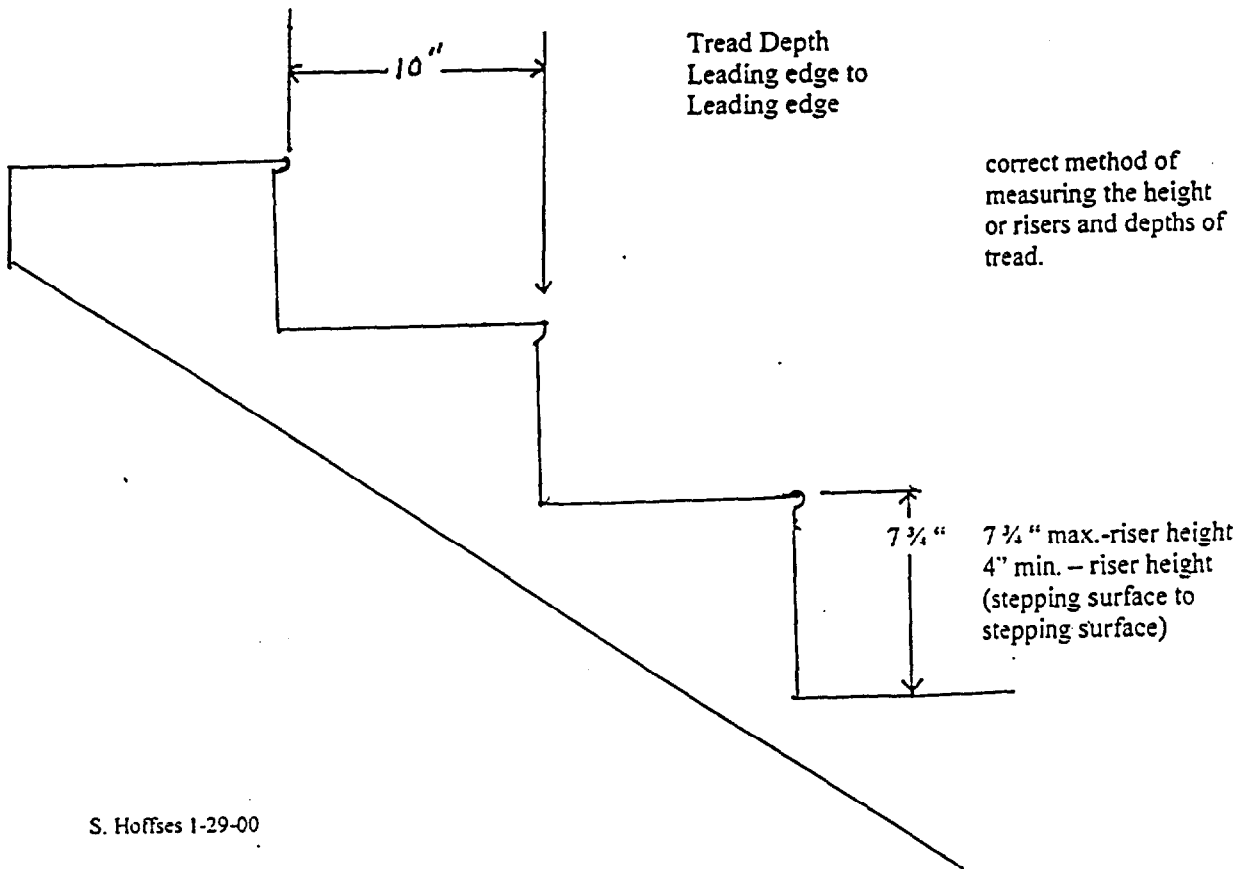 10"
Tread Depth
Leading edge to
Leading edge
correct method of
measuring the height
or risers and depths of
tread.
7 ¾ “
7 ¾ “ max.-riser height
4” min. – riser height
(stepping surface to
stepping surface)
S. Hoffses 1-29-00